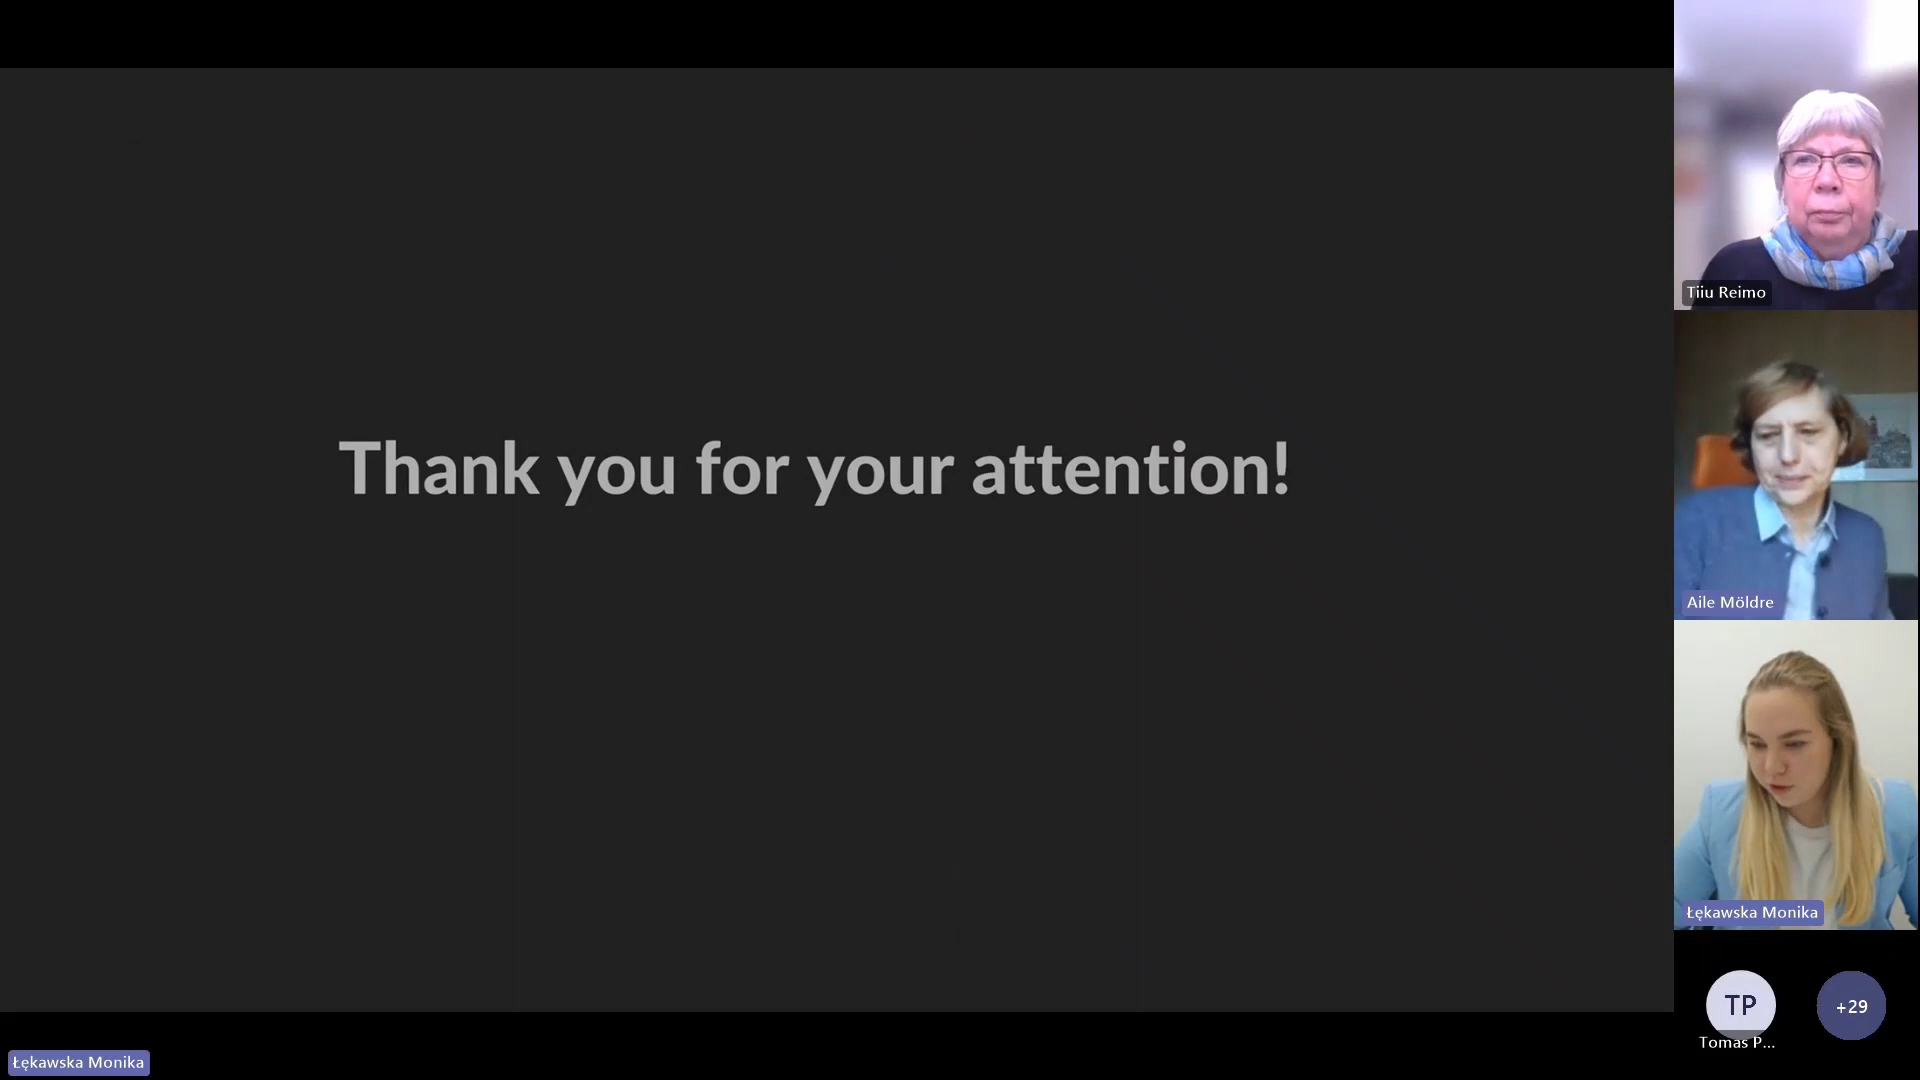 Thank you for your attention!
Tiiu Reimo
Aile Möldre
Łękawska Monika
TP
+29
Tomas P...
Łękawska Monika